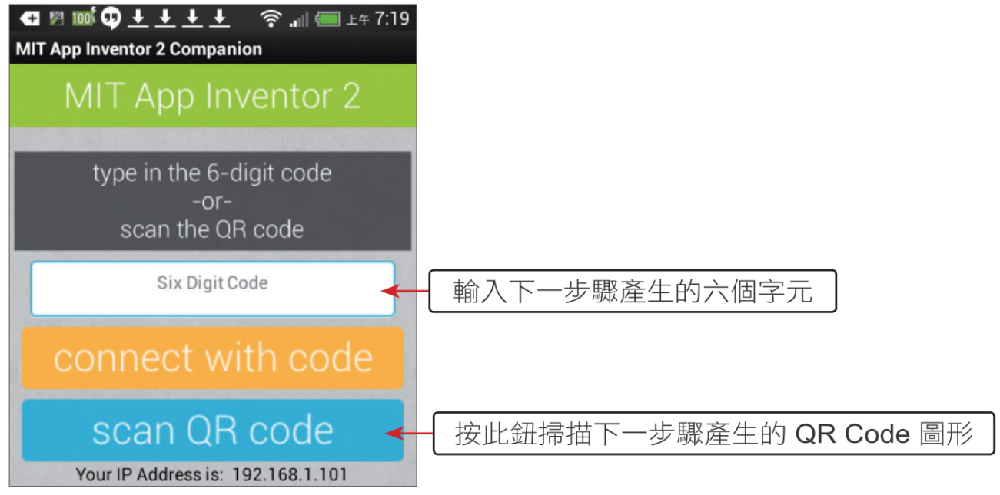 上午 7:19
MIT App Inventor 2 Companion
MIT App Inventor 2
type in the 6-digit code
-or-
scan the QR code
Six Digit Code
輸入下一步驟產生的六個字元
connect with code
scan QR code
按此鈕掃描下一步驟產生的 QR Code 圖形
Your IP Address is: 192.168.1.101